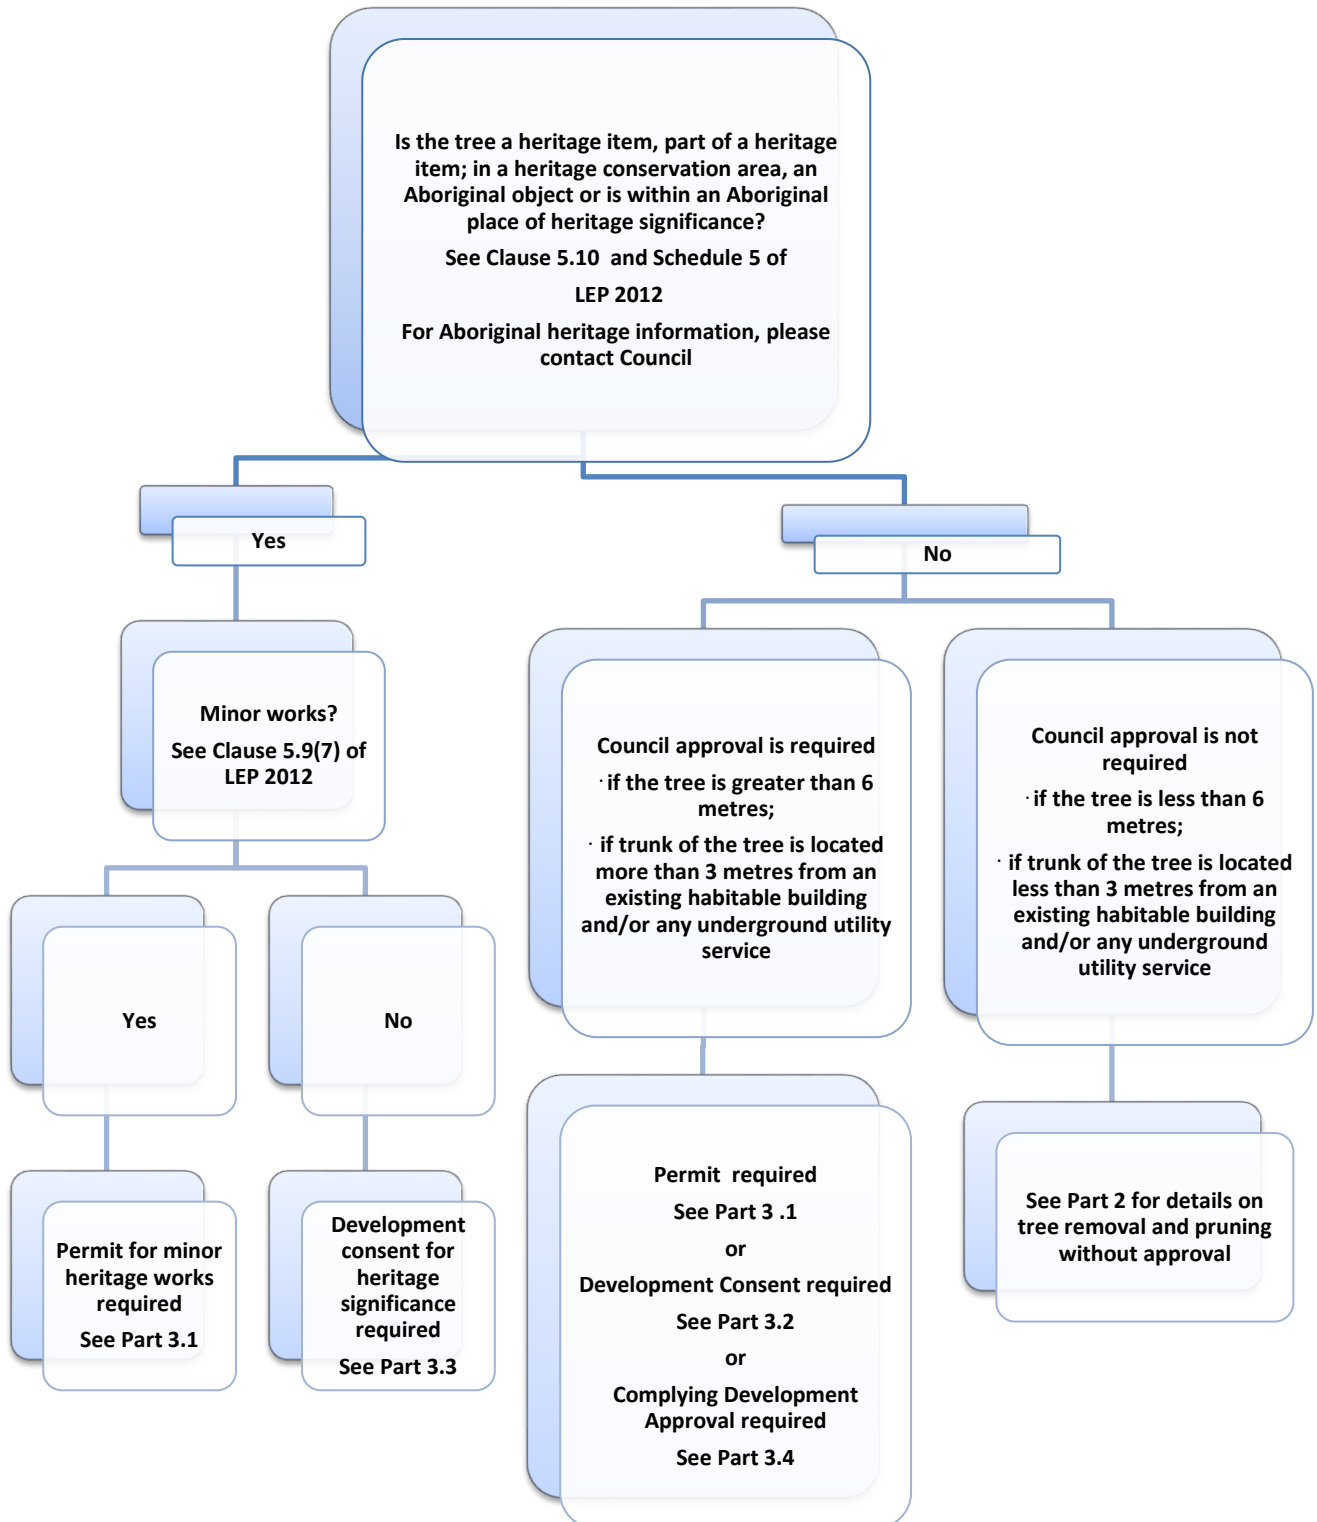 Is the tree a heritage item, part of a heritage
item; in a heritage conservation area, an
Aboriginal object or is within an Aboriginal
place of heritage significance?
See Clause 5.10 and Schedule 5 of
LEP 2012
For Aboriginal heritage information, please
contact Council
Yes
No
Minor works?
See Clause 5.9(7) of
LEP 2012
Council approval is required
· if the tree is greater than 6
metres;
· if trunk of the tree is located
more than 3 metres from an
existing habitable building
and/or any underground utility
service
Council approval is not
required
· if the tree is less than 6
metres;
· if trunk of the tree is located
less than 3 metres from an
existing habitable building
and/or any underground
utility service
Yes
No
Permit for minor
heritage works
required
See Part 3.1
Development
consent for
heritage
significance
required
See Part 3.3
Permit required
See Part 3 .1
or
Development Consent required
See Part 3.2
or
Complying Development
Approval required
See Part 3.4
See Part 2 for details on
tree removal and pruning
without approval